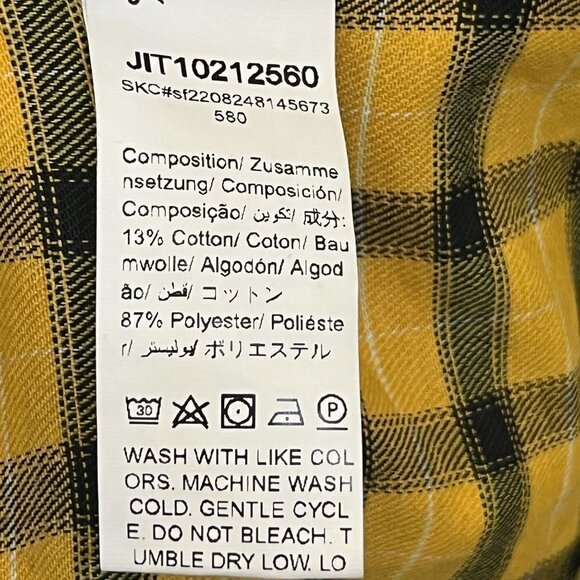 JIT10212560
SKC#sf2208248145673
580
Composition/ Zusamme
nsetzung/ Composición/
Composição/ تكوين/ 成分:
13% Cotton/ Coton/ Bau
mwolle/ Algodón/ Algod
ão/ قطن/ コットン
87% Polyester/ Poliéste
r/ بوليستر/ ポリエステル
30
P
WASH WITH LIKE COL
ORS. MACHINE WASH
COLD. GENTLE CYCL
E. DO NOT BLEACH. T
UMBLE DRY LOW. LO